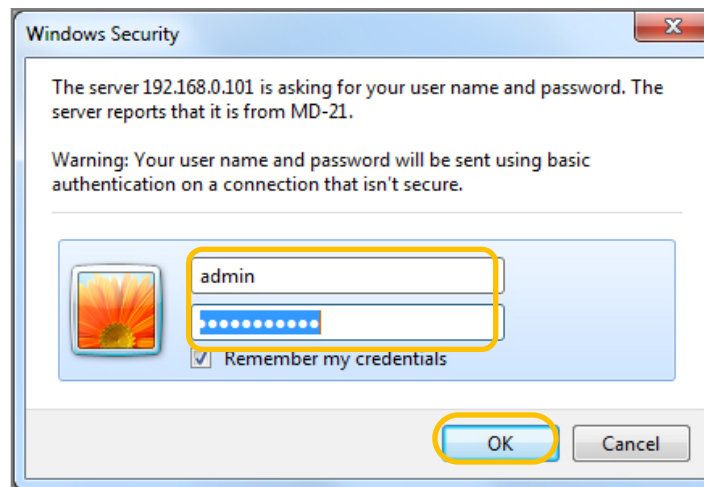 Windows Security
The server 192.168.0.101 is asking for your user name and password. The
server reports that it is from MD-21.
Warning: Your user name and password will be sent using basic
authentication on a connection that isn't secure.
admin
●●●●●●●●●●●
Remember my credentials
OK
Cancel